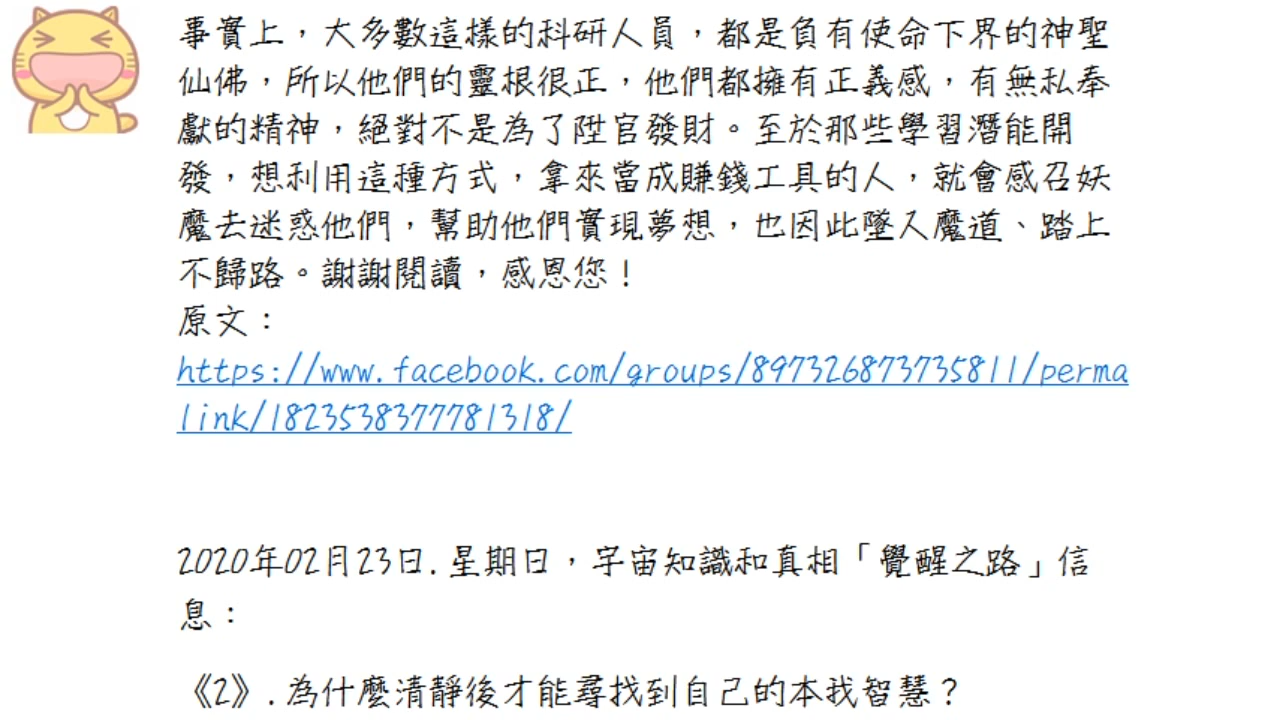 事實上，大多數這樣的科研人員，都是負有使命下界的神聖
仙佛，所以他們的靈根很正，他們都擁有正義感，有無私奉
獻的精神，絕對不是為了陞官發財。至於那些學習潛能開
發，想利用這種方式，拿來當成賺錢工具的人，就會感召妖
魔去迷惑他們，幫助他們實現夢想，也因此墜入魔道、踏上
不歸路。謝謝閱讀，感恩您！
原文：
https://www.facebook.com/groups/897326873735811/perma
link/1823538377781318/
2020年02月23日.星期日，宇宙知識和真相「覺醒之路」信
息：
《2》.為什麼清靜後才能尋找到自己的本我智慧？